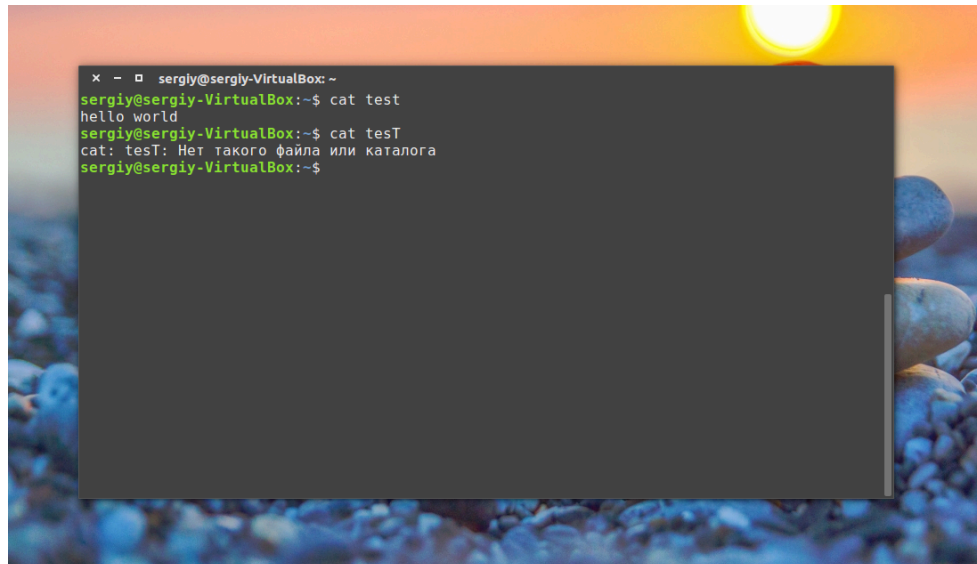 sergiy@sergiy-VirtualBox: ~
sergiy@sergiy-VirtualBox:~$ cat test
hello world
sergiy@sergiy-VirtualBox:~$ cat tesT
cat: tesT: Нет такого файла или каталога
sergiy@sergiy-VirtualBox:~$